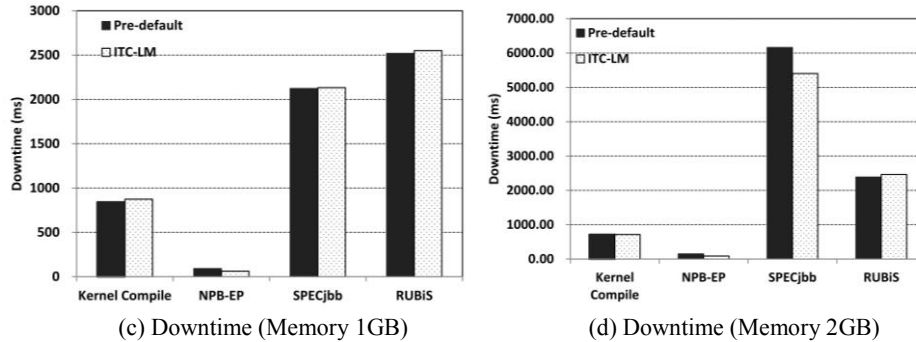 3000
2500
2000
1500
1000
500
0
Downtime (ms)
Pre-default
ITC-LM
Kernel Compile NPB-EP SPECjbb RUBiS
(c) Downtime (Memory 1GB)
7000.00
6000.00
5000.00
4000.00
3000.00
2000.00
1000.00
0.00
Downtime (ms)
Pre-default
ITC-LM
Kernel
Compile NPB-EP SPECjbb RUBiS
(d) Downtime (Memory 2GB)